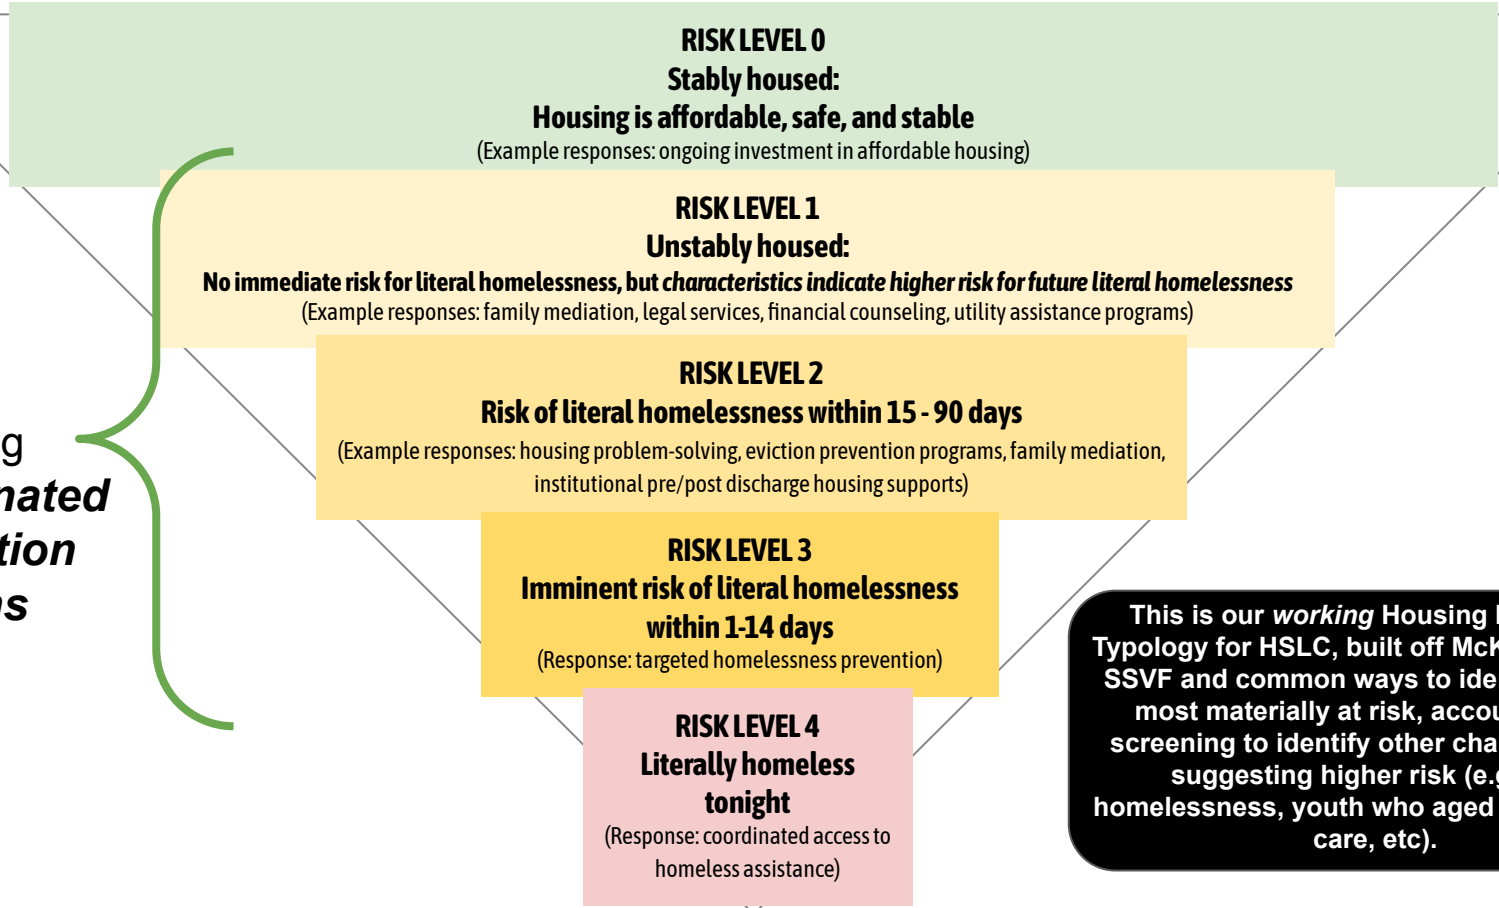 RISK LEVEL 0
Stably housed:
Housing is affordable, safe, and stable
(Example responses: ongoing investment in affordable housing)
RISK LEVEL 1
Unstably housed:
No immediate risk for literal homelessness, but characteristics indicate higher risk for future literal homelessness
(Example responses: family mediation, legal services, financial counseling, utility assistance programs)
RISK LEVEL 2
Risk of literal homelessness within 15 - 90 days
(Example responses: housing problem-solving, eviction prevention programs, family mediation,
institutional pre/post discharge housing supports)
RISK LEVEL 3
Imminent risk of literal homelessness
within 1-14 days
(Response: targeted homelessness prevention)
RISK LEVEL 4
Literally homeless
tonight
(Response: coordinated access to
homeless assistance)
This is our working Housing
Typology for HSLC, built off
SSVF and common ways to
most materially at risk,
screening to identify other
suggesting higher risk
homelessness, youth who aged
care, etc).